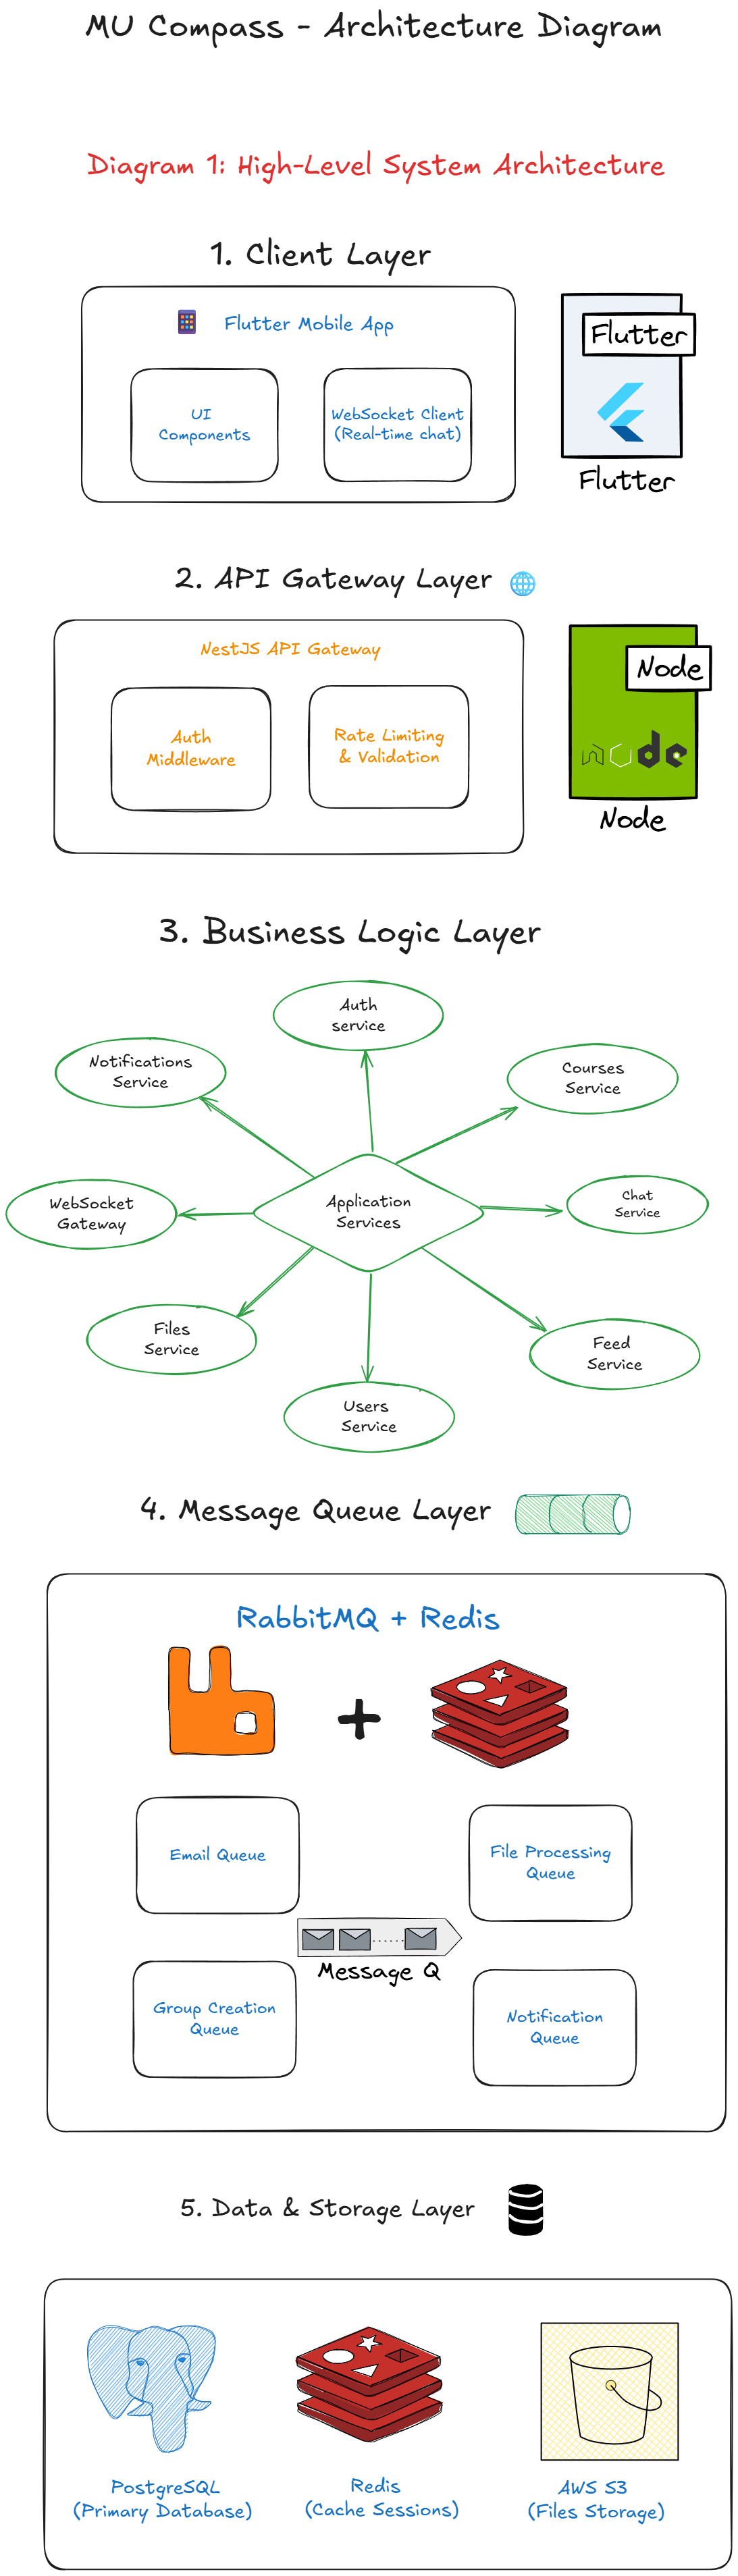 MU Compass - Architecture Diagram
Diagram 1: High-Level System Architecture
1. Client Layer
Flutter Mobile App
UI
Components
WebSocket Client
(Real-time chat)
Flutter
Flutter
2. API Gateway Layer
NestJS API Gateway
Auth
Middleware
Rate Limiting
& Validation
Node
node
Node
3. Business Logic Layer
Auth
service
Notifications
Service
Courses
Service
WebSocket
Gateway
Application
Services
Chat
Service
Files
Service
Feed
Service
Users
Service
4. Message Queue Layer
RabbitMQ + Redis
+
Email Queue
File Processing
Queue
Message Q
Group Creation
Queue
Notification
Queue
5. Data & Storage Layer
PostgreSQL
(Primary Database)
Redis
(Cache Sessions)
AWS S3
(Files Storage)